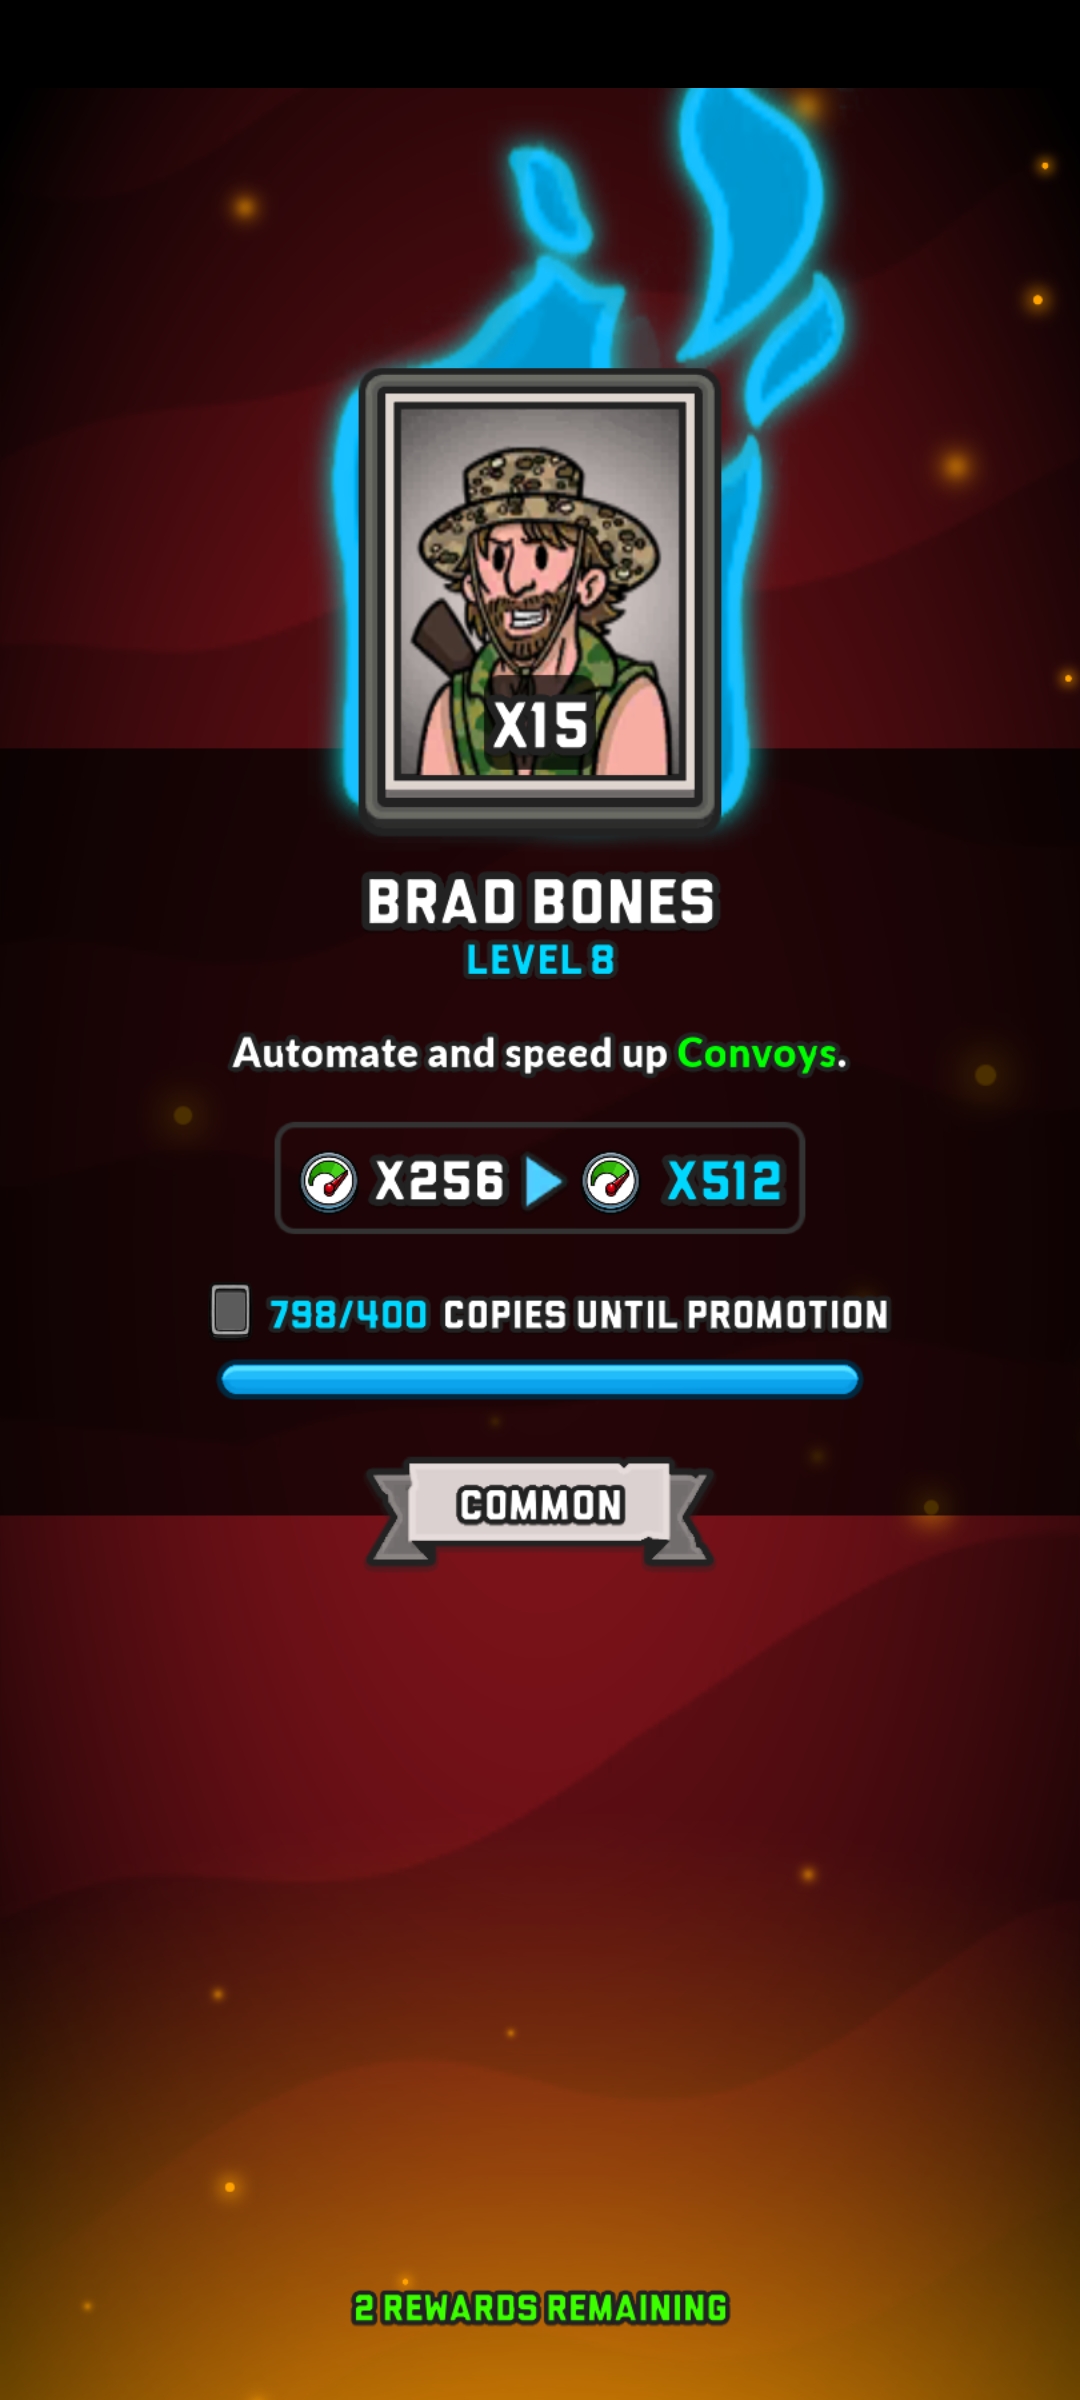 X15
BRAD BONES
LEVEL 8
Automate and speed up Convoys.
X256 X512
798/400 COPIES UNTIL PROMOTION
COMMON
2 REWARDS REMAINING